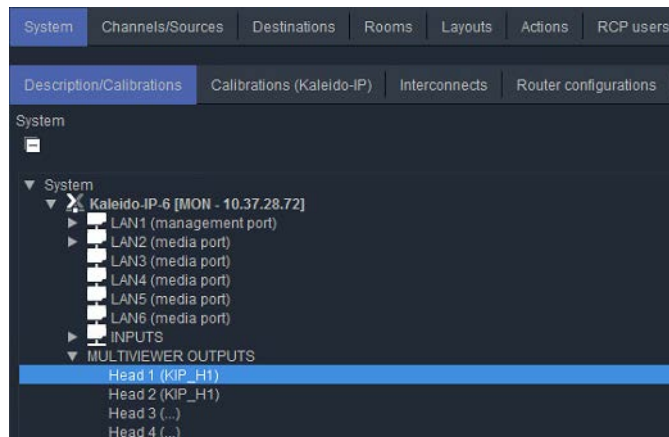 System Channels/Sources Destinations Rooms Layouts Actions RCP users
Description/Calibrations Calibrations (Kaleido-IP) Interconnects Router configurations
System
System
Kaleido-IP-6 [MON - 10.37.28.72]
LAN1 (management port)
LAN2 (media port)
LAN3 (media port)
LAN4 (media port)
LAN5 (media port)
LAN6 (media port)
INPUTS
MULTIVIEWER OUTPUTS
Head 1 (KIP_H1)
Head 2 (KIP_H1)
Head 3 (...)
Head 4 (...)